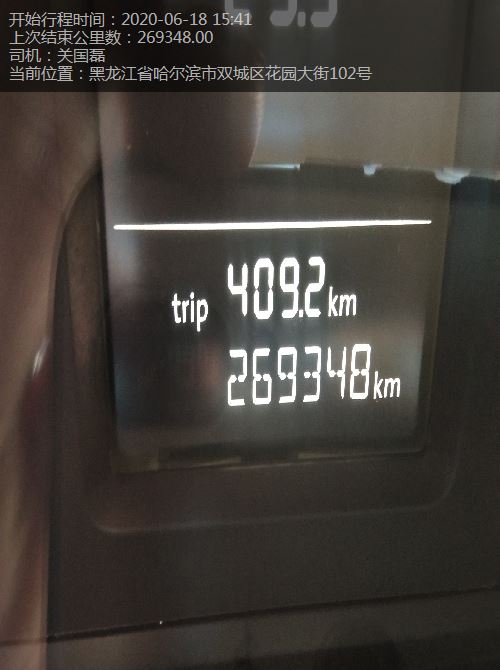 开始行程时间：2020-06-18 15:41
上次结束公里数：269348.00
司机：关国磊
当前位置：黑龙江省哈尔滨市双城区花园大街102号
trip 409.2 km
269348 km